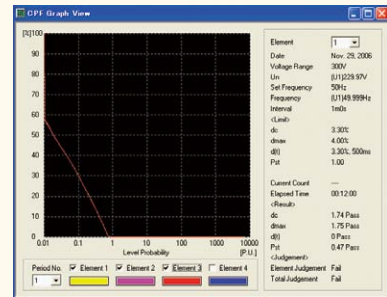 CPF Graph View
[%]100
90
80
70
60
50
40
30
20
10
0
0.01 0.1 1 10 100 1000 10000
Level Probability [P.U.]
Period No. Element 1 Element 2 Element 3 Element 4
1
Element 1
Date Nov. 29, 2006
Voltage Range 300V
Un (U1)229.97V
Set Frequency 50Hz
Frequency (U1)49.999Hz
Interval 1m0s
<Limit>
dc 3.30%
dmax 4.00%
d(t) 3.30%, 500ms
Pst 1.00
Current Count ---
Elapsed Time 00:12:00
<Result>
dc 1.74 Pass
dmax 1.75 Pass
d(t) 0 Pass
Pst 0.47 Pass
<Judgement>
Element Judgement Fail
Total Judgement Fail